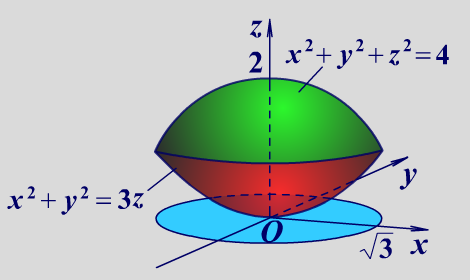 z
2
x² + y² + z² = 4
y
x² + y² = 3z
O
√3
x